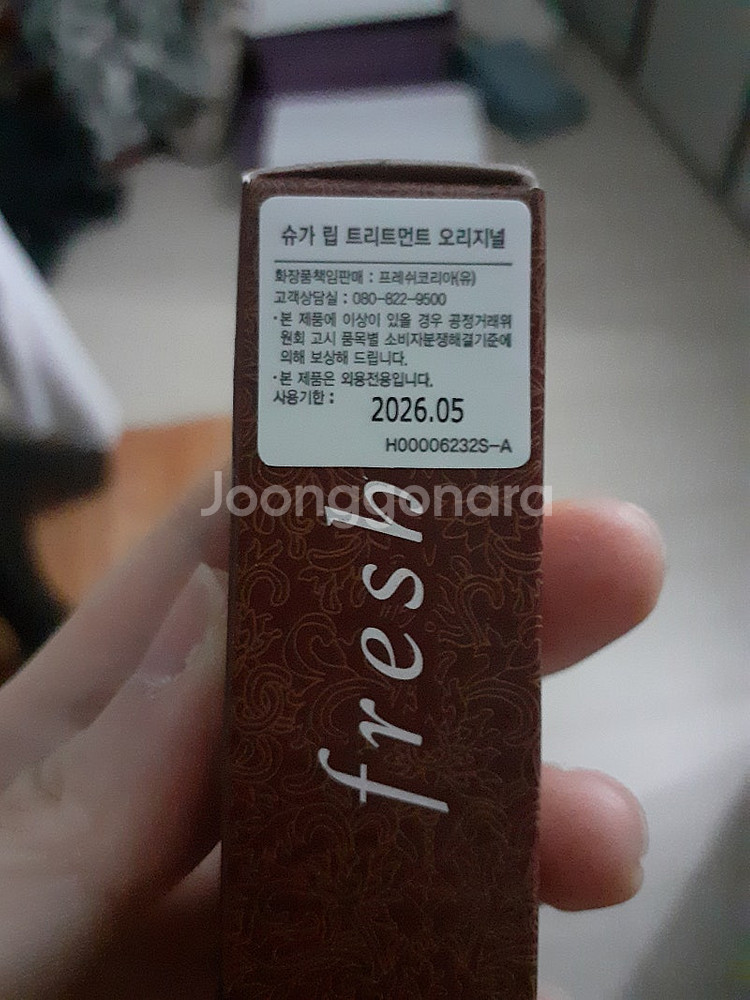 슈가 립 트리트먼트 오리지널
화장품책임판매 : 프레쉬코리아(유)
고객상담실 : 080-822-9500
·본 제품에 이상이 있을 경우 공정거래위
원회 고시 품목별 소비자분쟁해결기준에
의해 보상해 드립니다.
·본 제품은 외용전용입니다.
사용기한 : 2026.05
H00006232S-A
Joonggonara
fresh